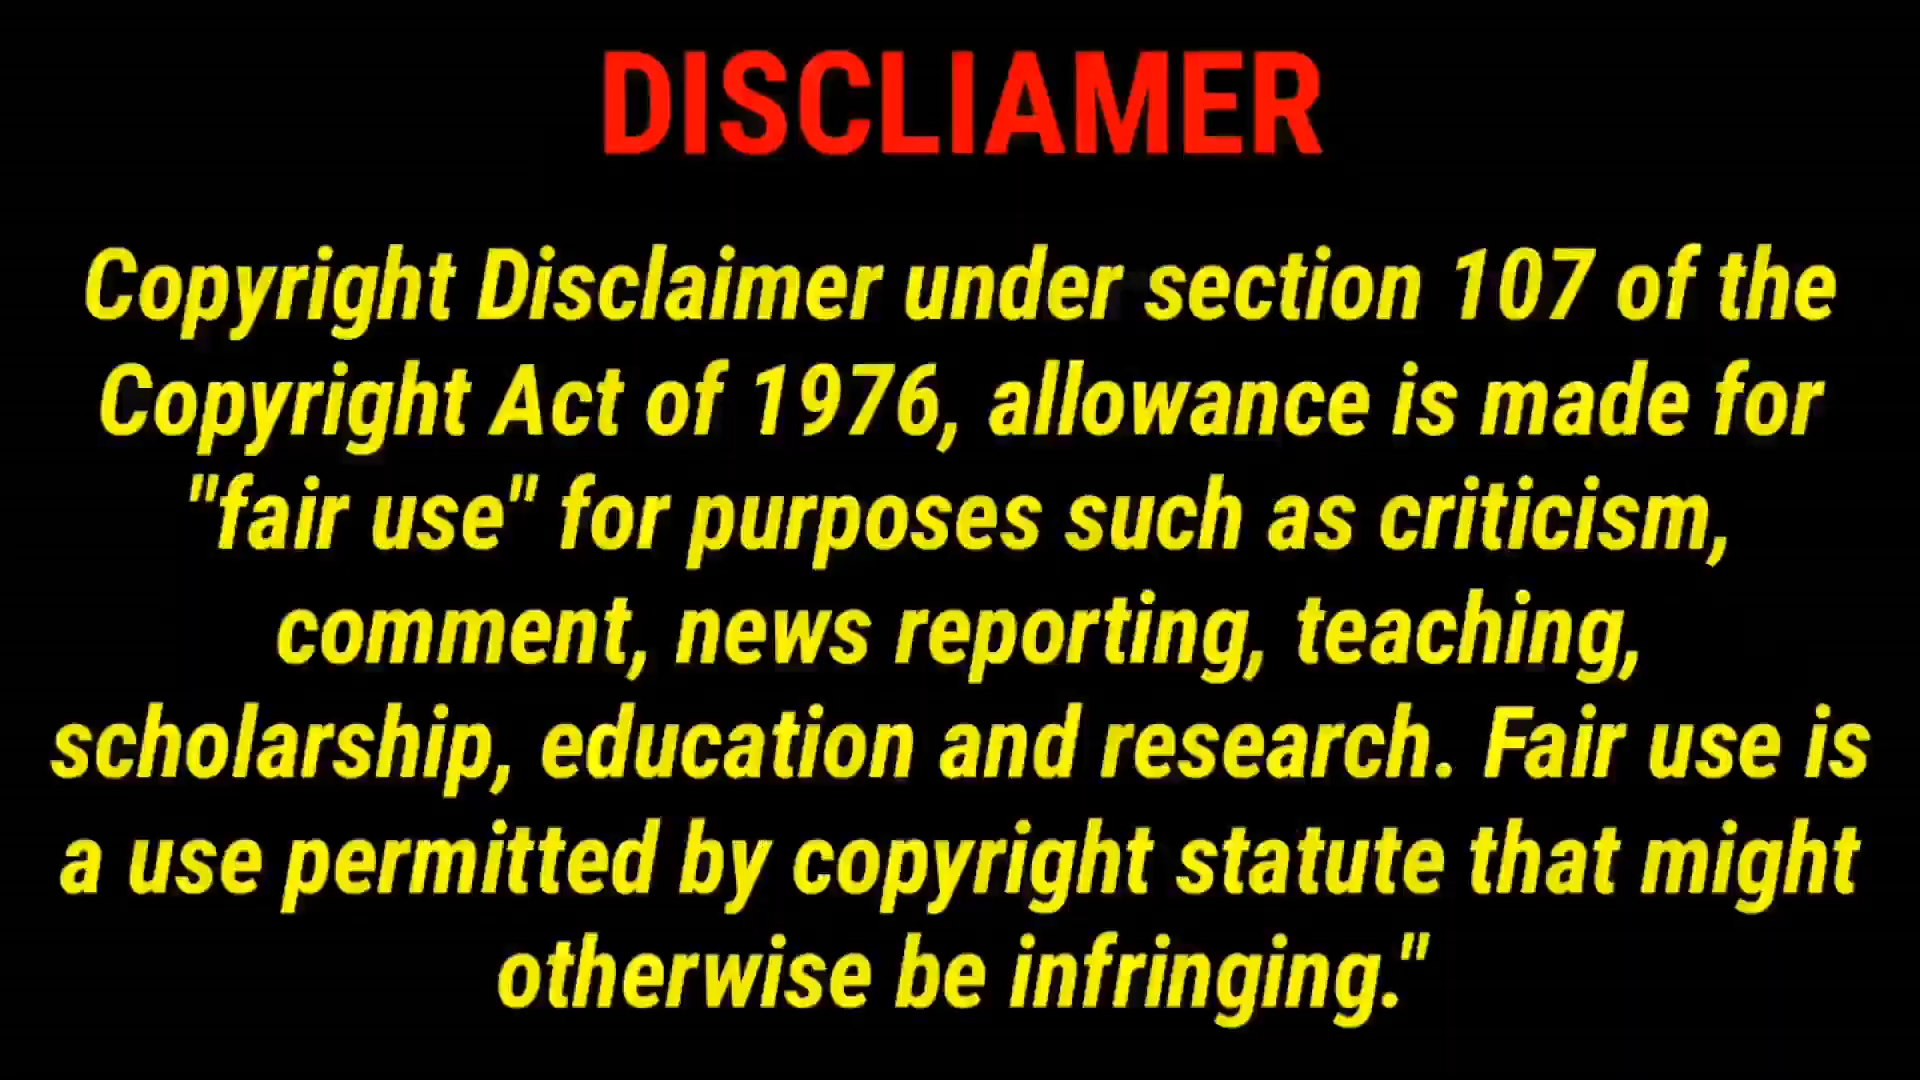 DISCLIAMER
Copyright Disclaimer under section 107 of the
Copyright Act of 1976, allowance is made for
"fair use" for purposes such as criticism,
comment, news reporting, teaching,
scholarship, education and research. Fair use is
a use permitted by copyright statute that might
otherwise be infringing."